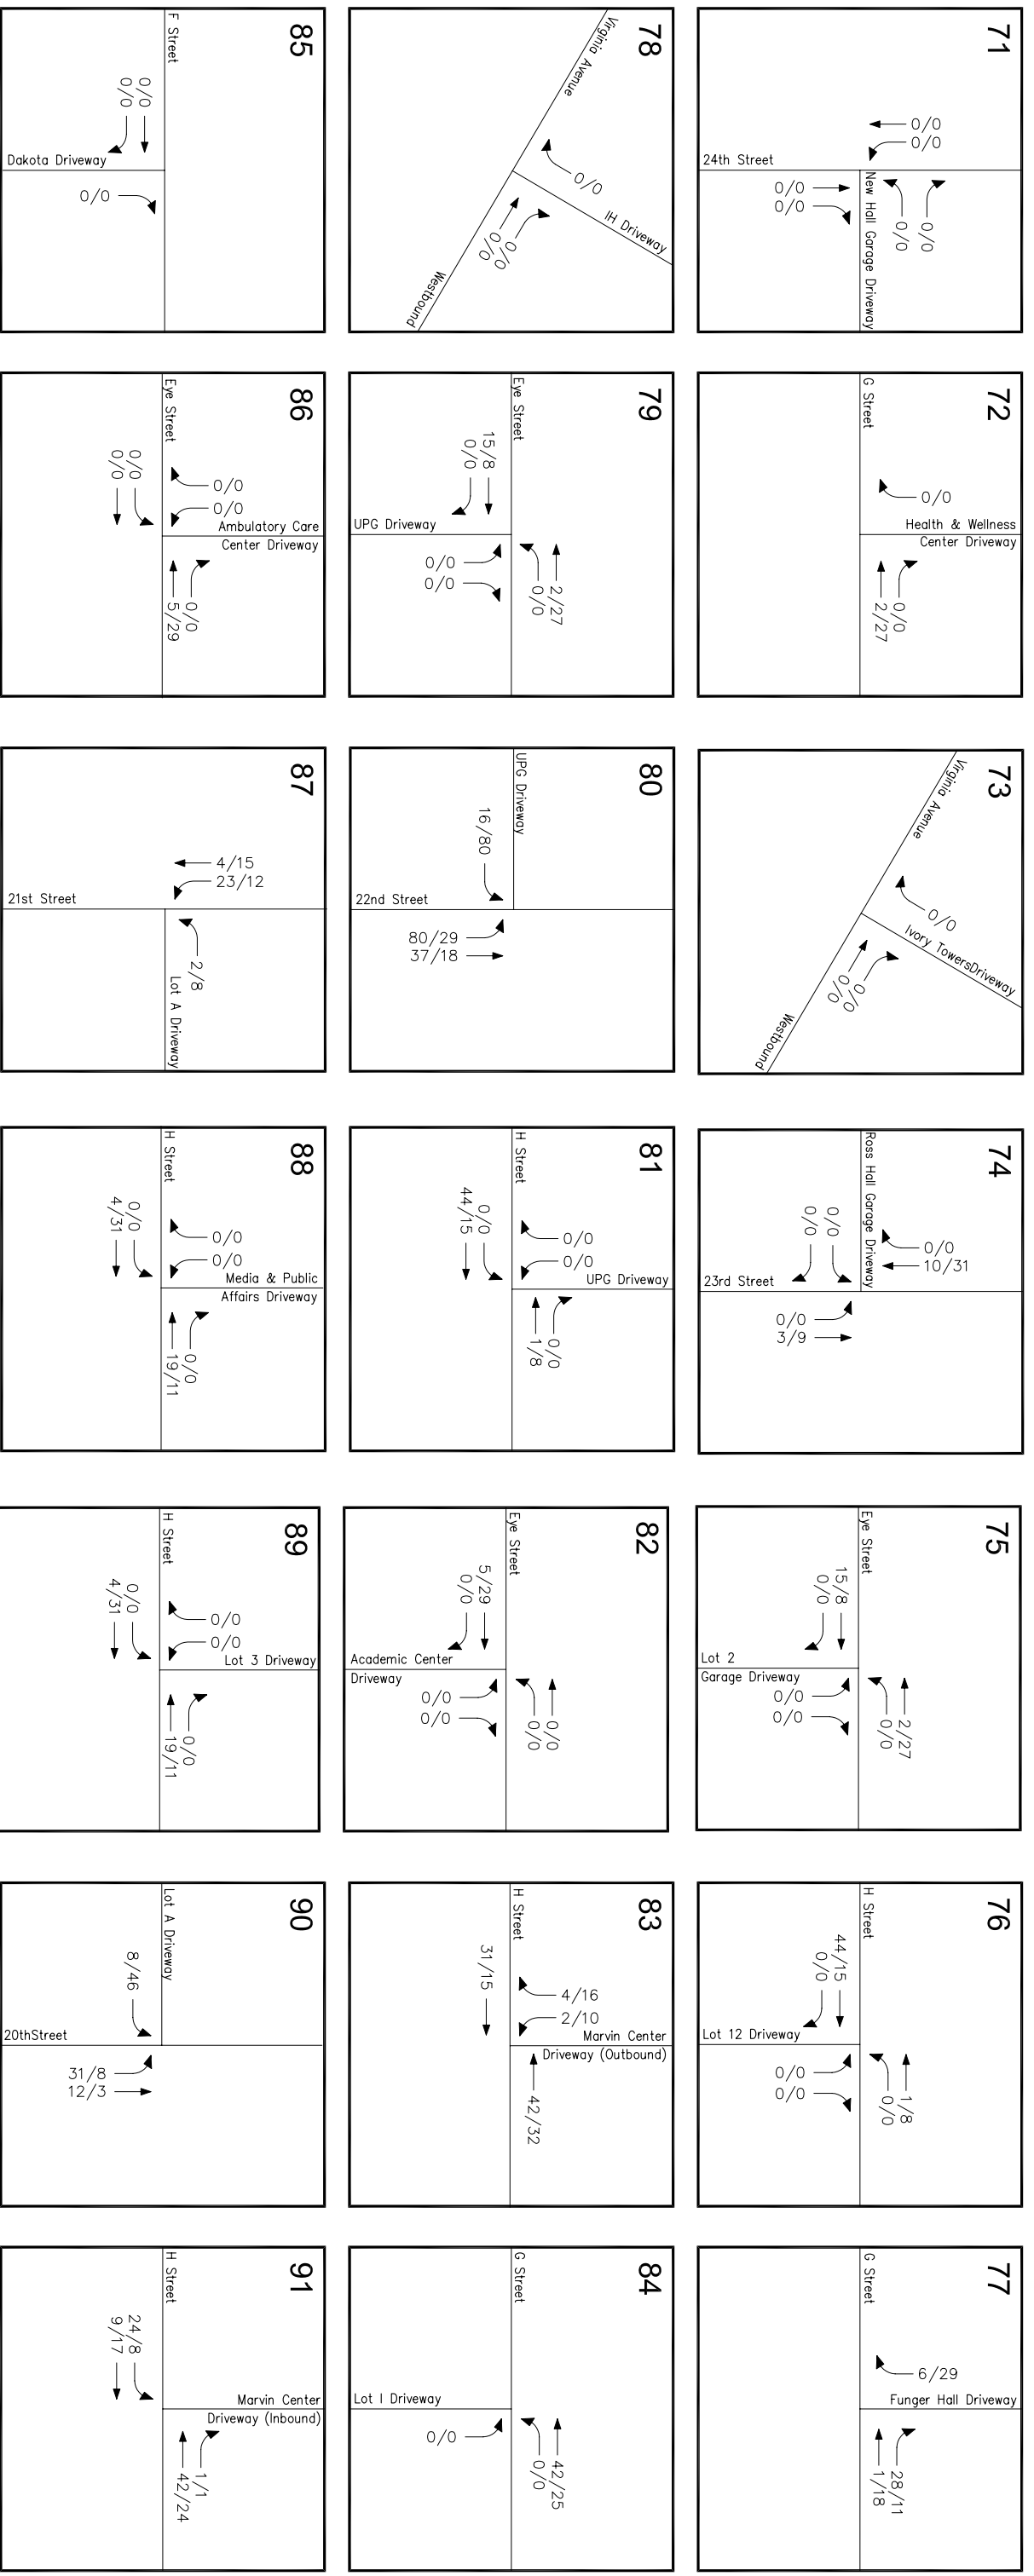 71
0/0
0/0
24th Street
New Hall Garage Driveway
0/0
0/0
0/0
0/0
72
G Street
0/0
Health & Wellness
Center Driveway
0/0
2/27
73
Virginia Avenue
0/0
Ivory TowersDriveway
0/0
0/0
Westbound
74
Ross Hall Garage Driveway
0/0
10/31
0/0
0/0
23rd Street
0/0
3/9
75
Eye Street
15/8
0/0
Lot 2
Garage Driveway
0/0
0/0
2/27
0/0
76
H Street
44/15
0/0
Lot 12 Driveway
0/0
0/0
1/8
0/0
77
G Street
6/29
Funger Hall Driveway
28/11
1/18
78
Virginia Avenue
0/0
IH Driveway
0/0
0/0
Westbound
79
Eye Street
15/8
0/0
UPG Driveway
0/0
0/0
2/27
0/0
80
UPG Driveway
16/80
22nd Street
80/29
37/18
81
H Street
0/0
0/0
0/0
44/15
UPG Driveway
0/0
1/8
82
Eye Street
5/29
0/0
Academic Center
Driveway
0/0
0/0
0/0
0/0
83
H Street
31/15
4/16
2/10
Marvin Center
Driveway (Outbound)
42/32
84
G Street
Lot I Driveway
0/0
42/25
0/0
85
F Street
0/0
0/0
Dakota Driveway
0/0
86
Eye Street
0/0
0/0
0/0
0/0
Ambulatory Care
Center Driveway
0/0
5/29
87
4/15
23/12
21st Street
2/8
Lot A Driveway
88
H Street
0/0
0/0
0/0
4/31
Media & Public
Affairs Driveway
0/0
19/11
89
H Street
0/0
0/0
0/0
4/31
Lot 3 Driveway
0/0
19/11
90
Lot A Driveway
8/46
20thStreet
31/8
12/3
91
H Street
24/8
9/17
Marvin Center
Driveway (Inbound)
1/1
42/24